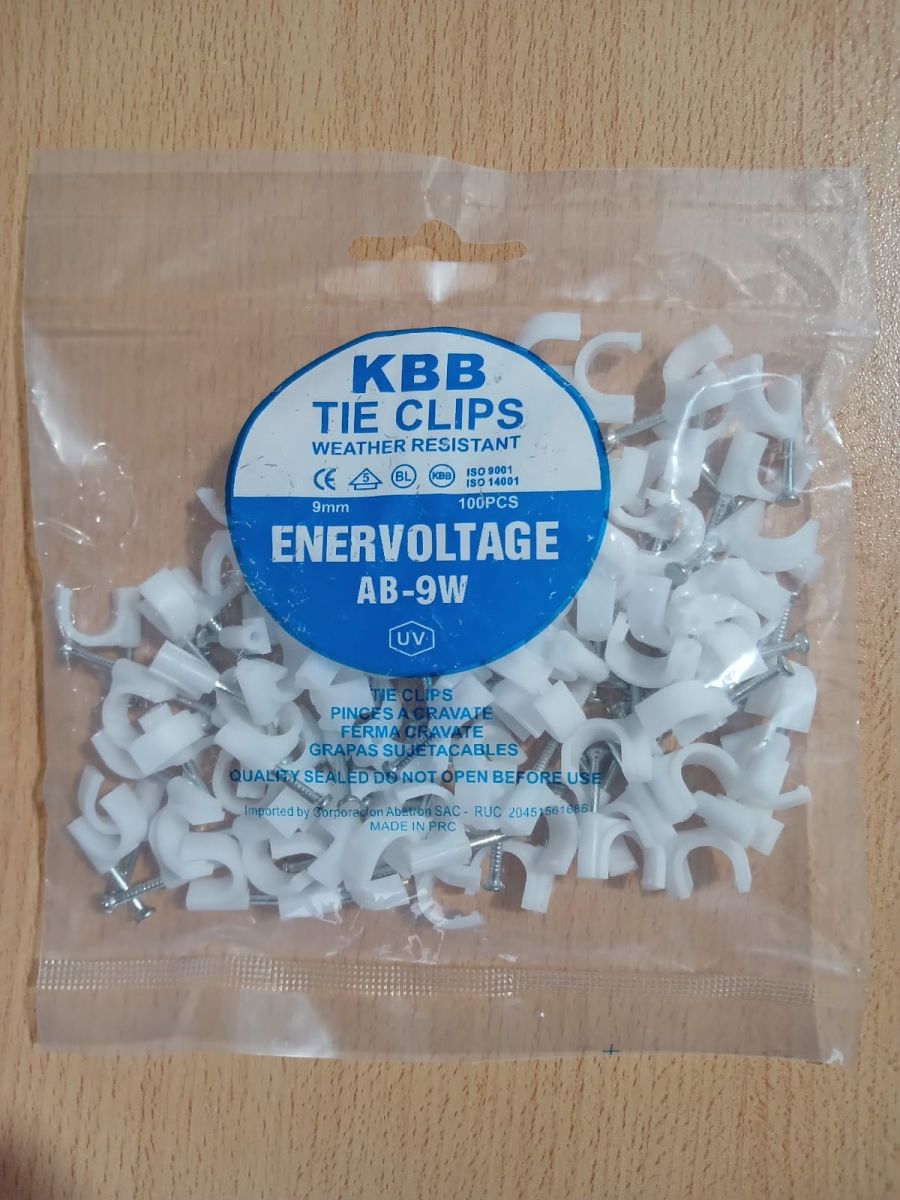 KBB
TIE CLIPS
WEATHER RESISTANT
CE 5 BL KBB ISO 9001
ISO 14001
9mm 100PCS
ENERVOLTAGE
AB-9W
UV
TIE CLIPS
PINCES A CRAVATE
FERMA CRAVATE
GRAPAS SUJETACABLES
QUALITY SEALED DO NOT OPEN BEFORE USE
Imported by Corporacion Abatron SAC - RUC
MADE IN PRC